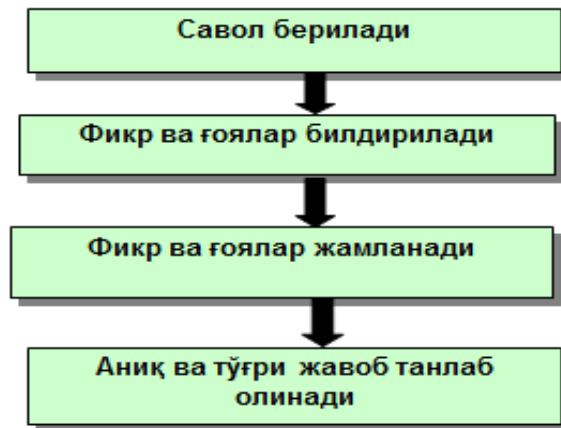 Савол берилади
Фикр ва ғоялар билдирилади
Фикр ва ғоялар жамланади
Аниқ ва тўғри жавоб танлаб
олинади